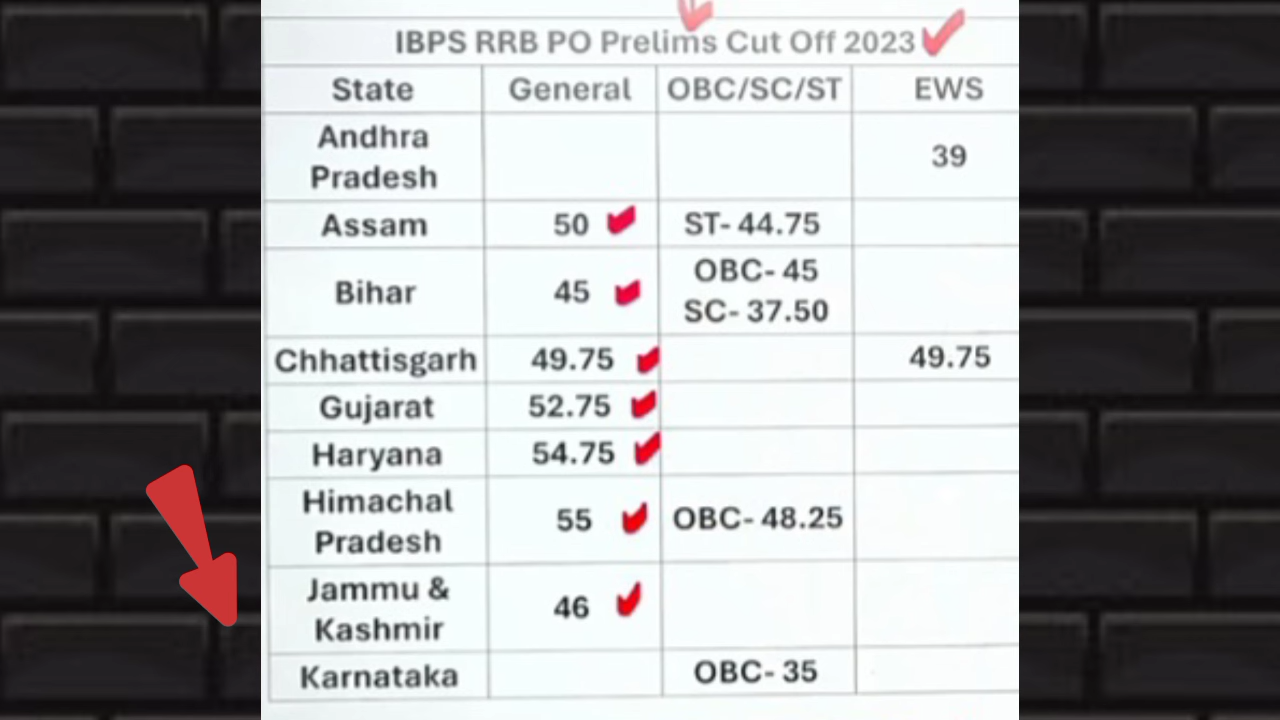 IBPS RRB PO Prelims Cut Off 2023
State General OBC/SC/ST EWS
Andhra
Pradesh 39
Assam 50 ST- 44.75
Bihar 45 OBC- 45
SC- 37.50
Chhattisgarh 49.75 49.75
Gujarat 52.75
Haryana 54.75
Himachal
Pradesh 55 OBC- 48.25
Jammu &
Kashmir 46
Karnataka OBC- 35